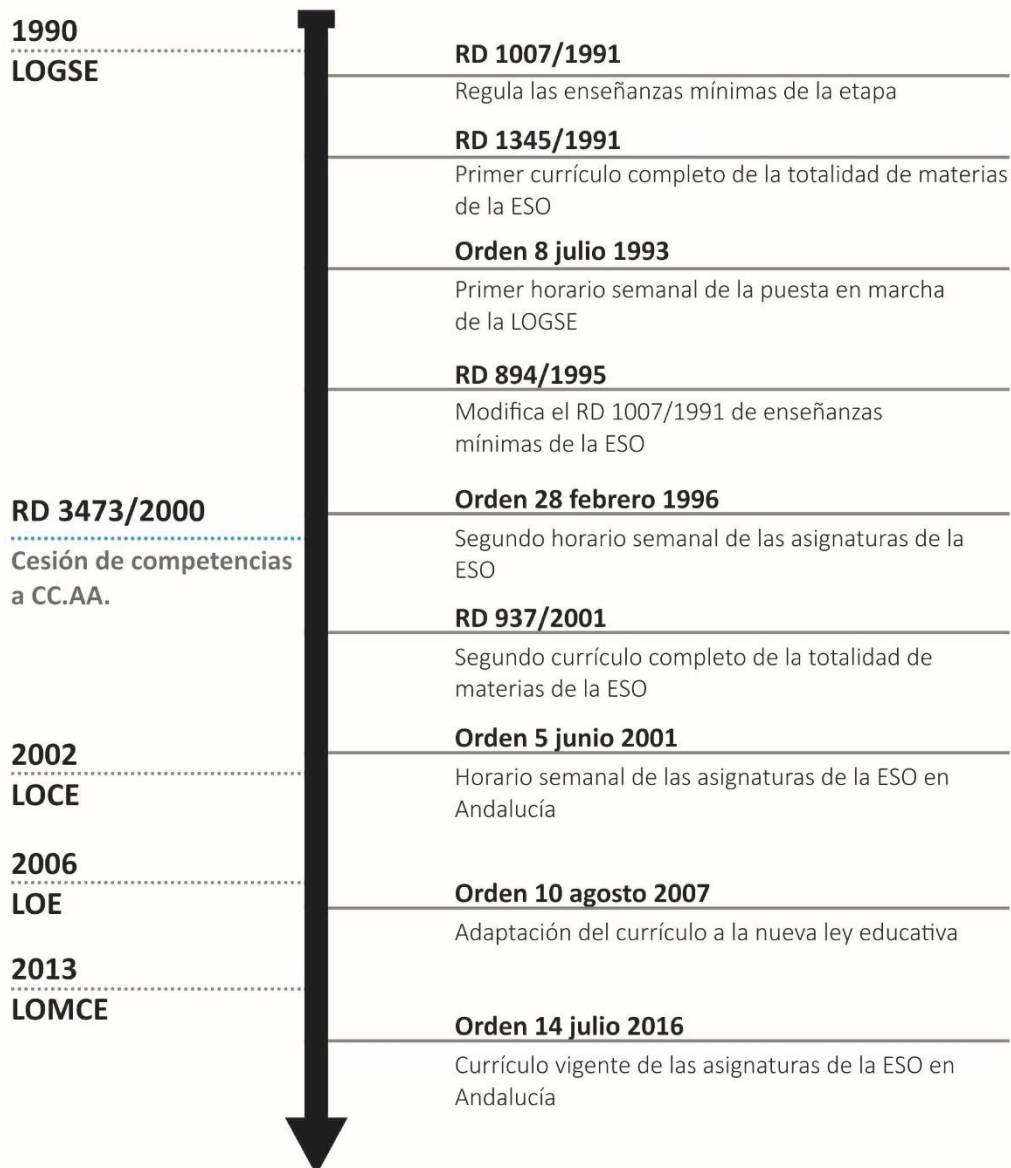 1990
LOGSE
RD 1007/1991
Regula las enseñanzas mínimas de la etapa
RD 1345/1991
Primer currículo completo de la totalidad de materias
de la ESO
Orden 8 julio 1993
Primer horario semanal de la puesta en marcha
de la LOGSE
RD 894/1995
Modifica el RD 1007/1991 de enseñanzas
mínimas de la ESO
RD 3473/2000
Cesión de competencias
a CC.AA.
Orden 28 febrero 1996
Segundo horario semanal de las asignaturas de la
ESO
RD 937/2001
Segundo currículo completo de la totalidad de
materias de la ESO
2002
LOCE
Orden 5 junio 2001
Horario semanal de las asignaturas de la ESO en
Andalucía
2006
LOE
Orden 10 agosto 2007
Adaptación del currículo a la nueva ley educativa
2013
LOMCE
Orden 14 julio 2016
Currículo vigente de las asignaturas de la ESO en
Andalucía